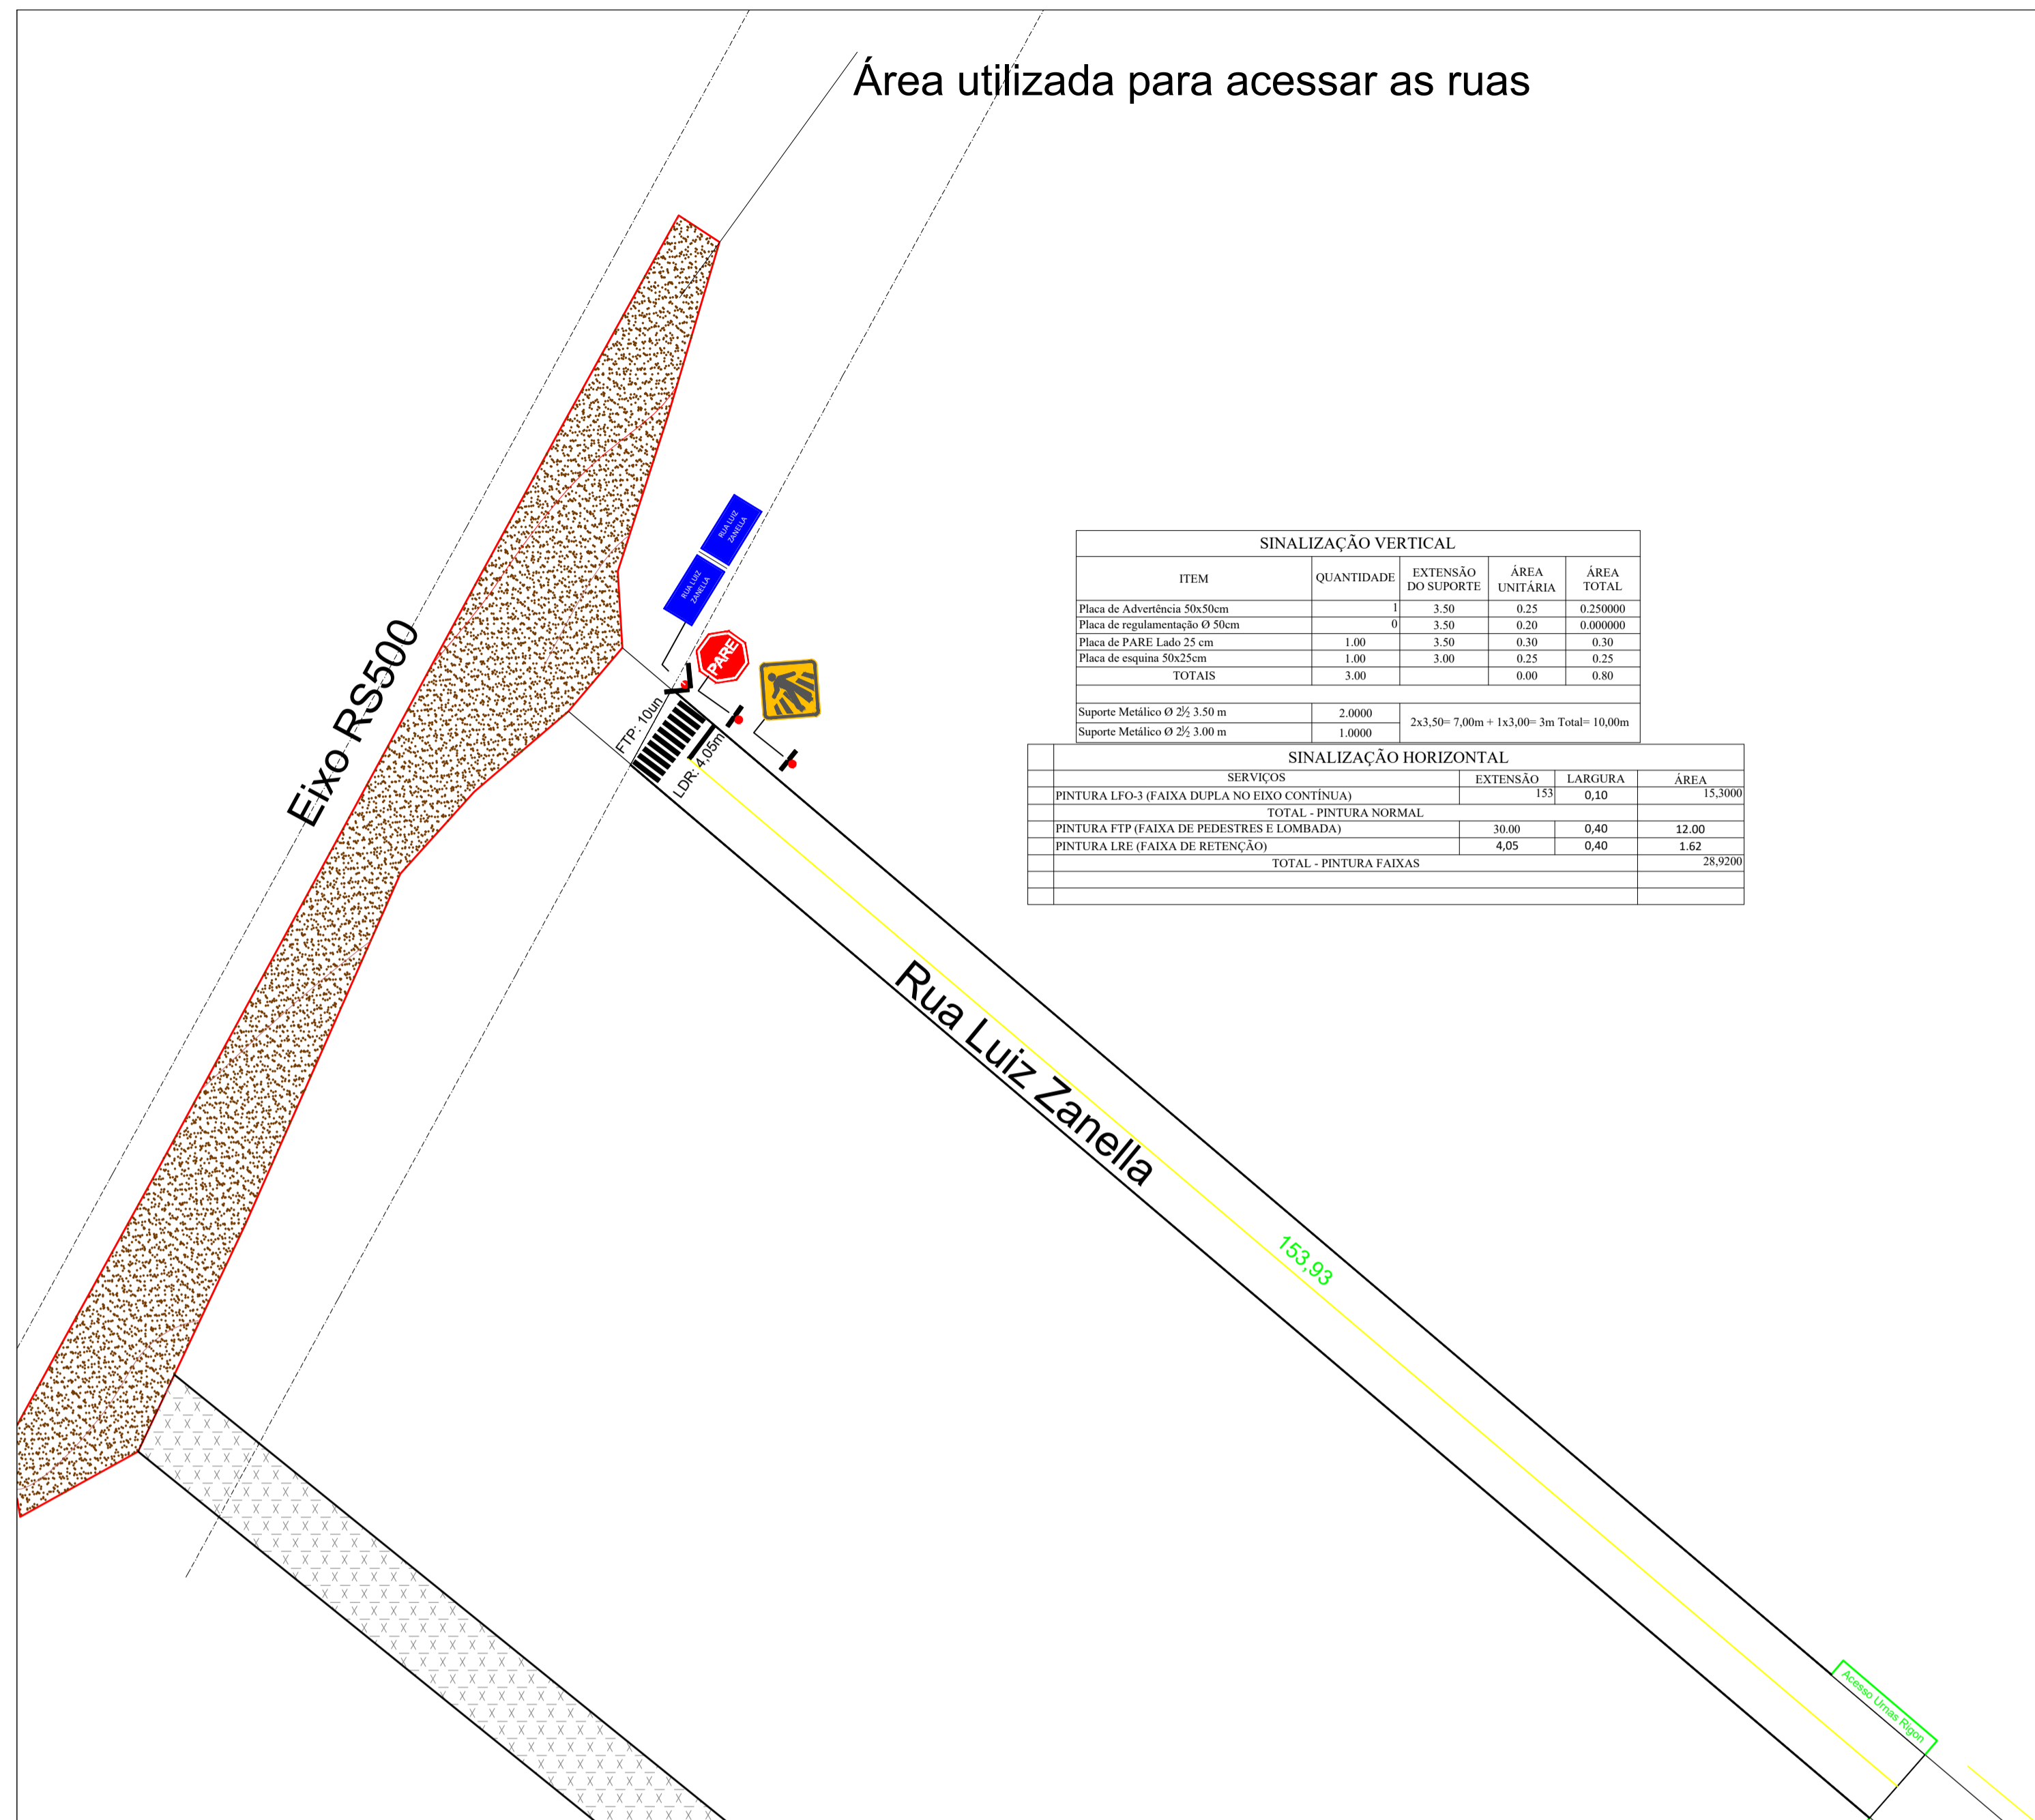 Área utilizada para acessar as ruas
Eixo RS500
RUA LUIZ
ZANELLA
RUA LUIZ
ZANELLA
PARE
FTP: 10un
LDR: 4,05m
SINALIZAÇÃO VERTICAL
ITEM QUANTIDADE EXTENSÃO DO SUPORTE ÁREA UNITÁRIA ÁREA TOTAL
Placa de Advertência 50x50cm 1 3.50 0.25 0.250000
Placa de regulamentação Ø 50cm 0 3.50 0.20 0.000000
Placa de PARE Lado 25 cm 1.00 3.50 0.30 0.30
Placa de esquina 50x25cm 1.00 3.00 0.25 0.25
TOTAIS 3.00 0.00 0.80
Suporte Metálico Ø 2½ 3.50 m 2.0000
2x3,50= 7,00m + 1x3,00= 3m Total= 10,00m
Suporte Metálico Ø 2½ 3.00 m 1.0000
SINALIZAÇÃO HORIZONTAL
SERVIÇOS EXTENSÃO LARGURA ÁREA
PINTURA LFO-3 (FAIXA DUPLA NO EIXO CONTÍNUA) 153 0,10 15,3000
TOTAL - PINTURA NORMAL
PINTURA FTP (FAIXA DE PEDESTRES E LOMBADA) 30.00 0,40 12.00
PINTURA LRE (FAIXA DE RETENÇÃO) 4,05 0,40 1.62
TOTAL - PINTURA FAIXAS 28,9200
Rua Luiz Zanella
153,93
Acesso Urnas Rigon